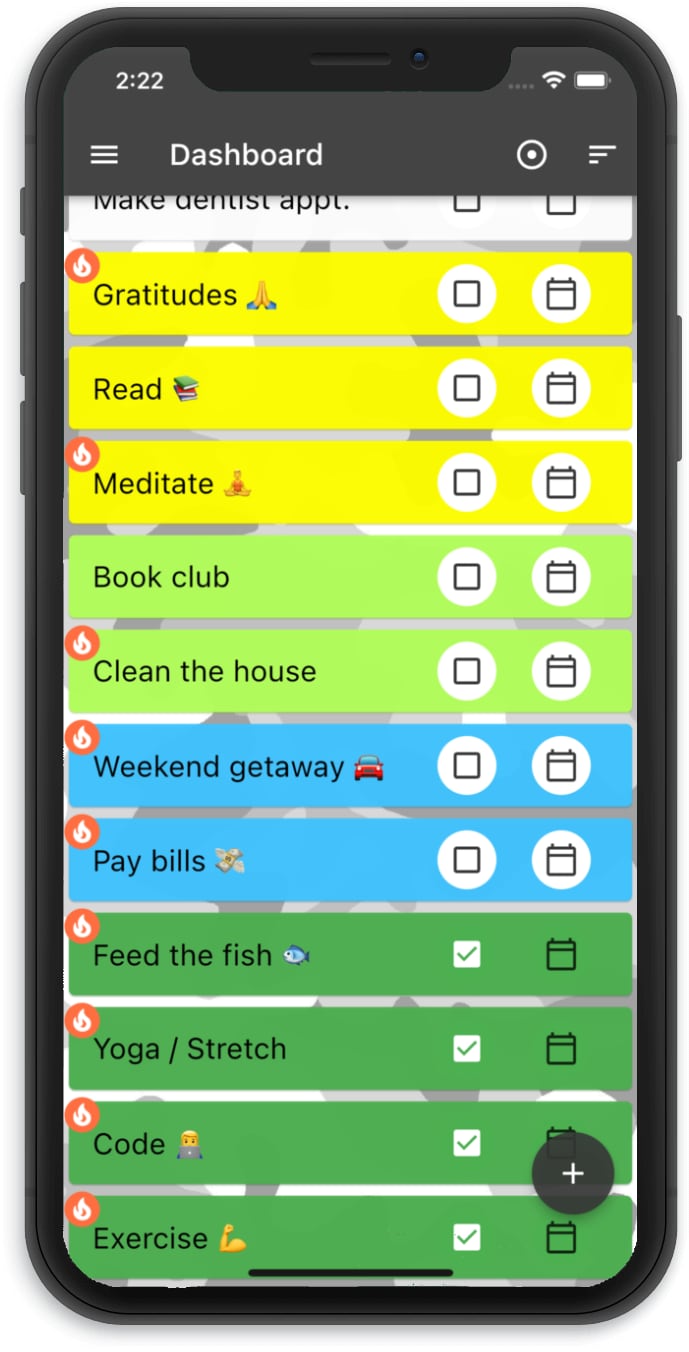 2:22
Dashboard
Make dentist appt.
Gratitudes 🙏
Read 📚
Meditate 🧘
Book club
Clean the house
Weekend getaway 🚘
Pay bills 💸
Feed the fish 🐟
Yoga / Stretch
Code 👨‍💻
Exercise 💪